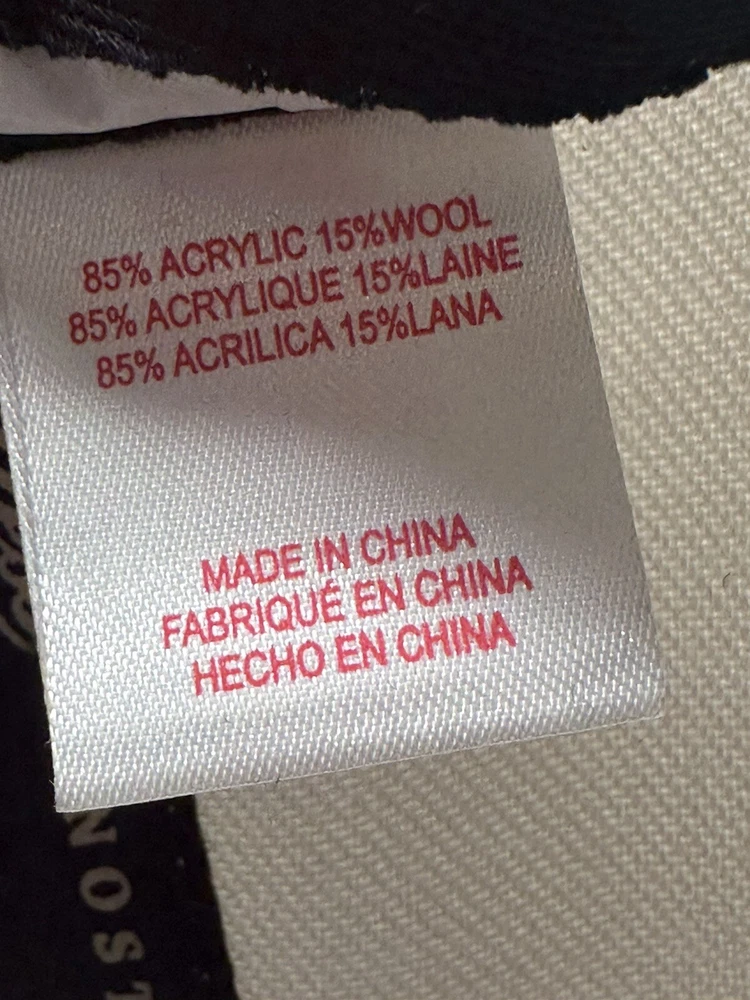 85% ACRYLIC 15%WOOL
85% ACRYLIQUE 15%LAINE
85% ACRILICA 15%LANA
MADE IN CHINA
FABRIQUÉ EN CHINA
HECHO EN CHINA